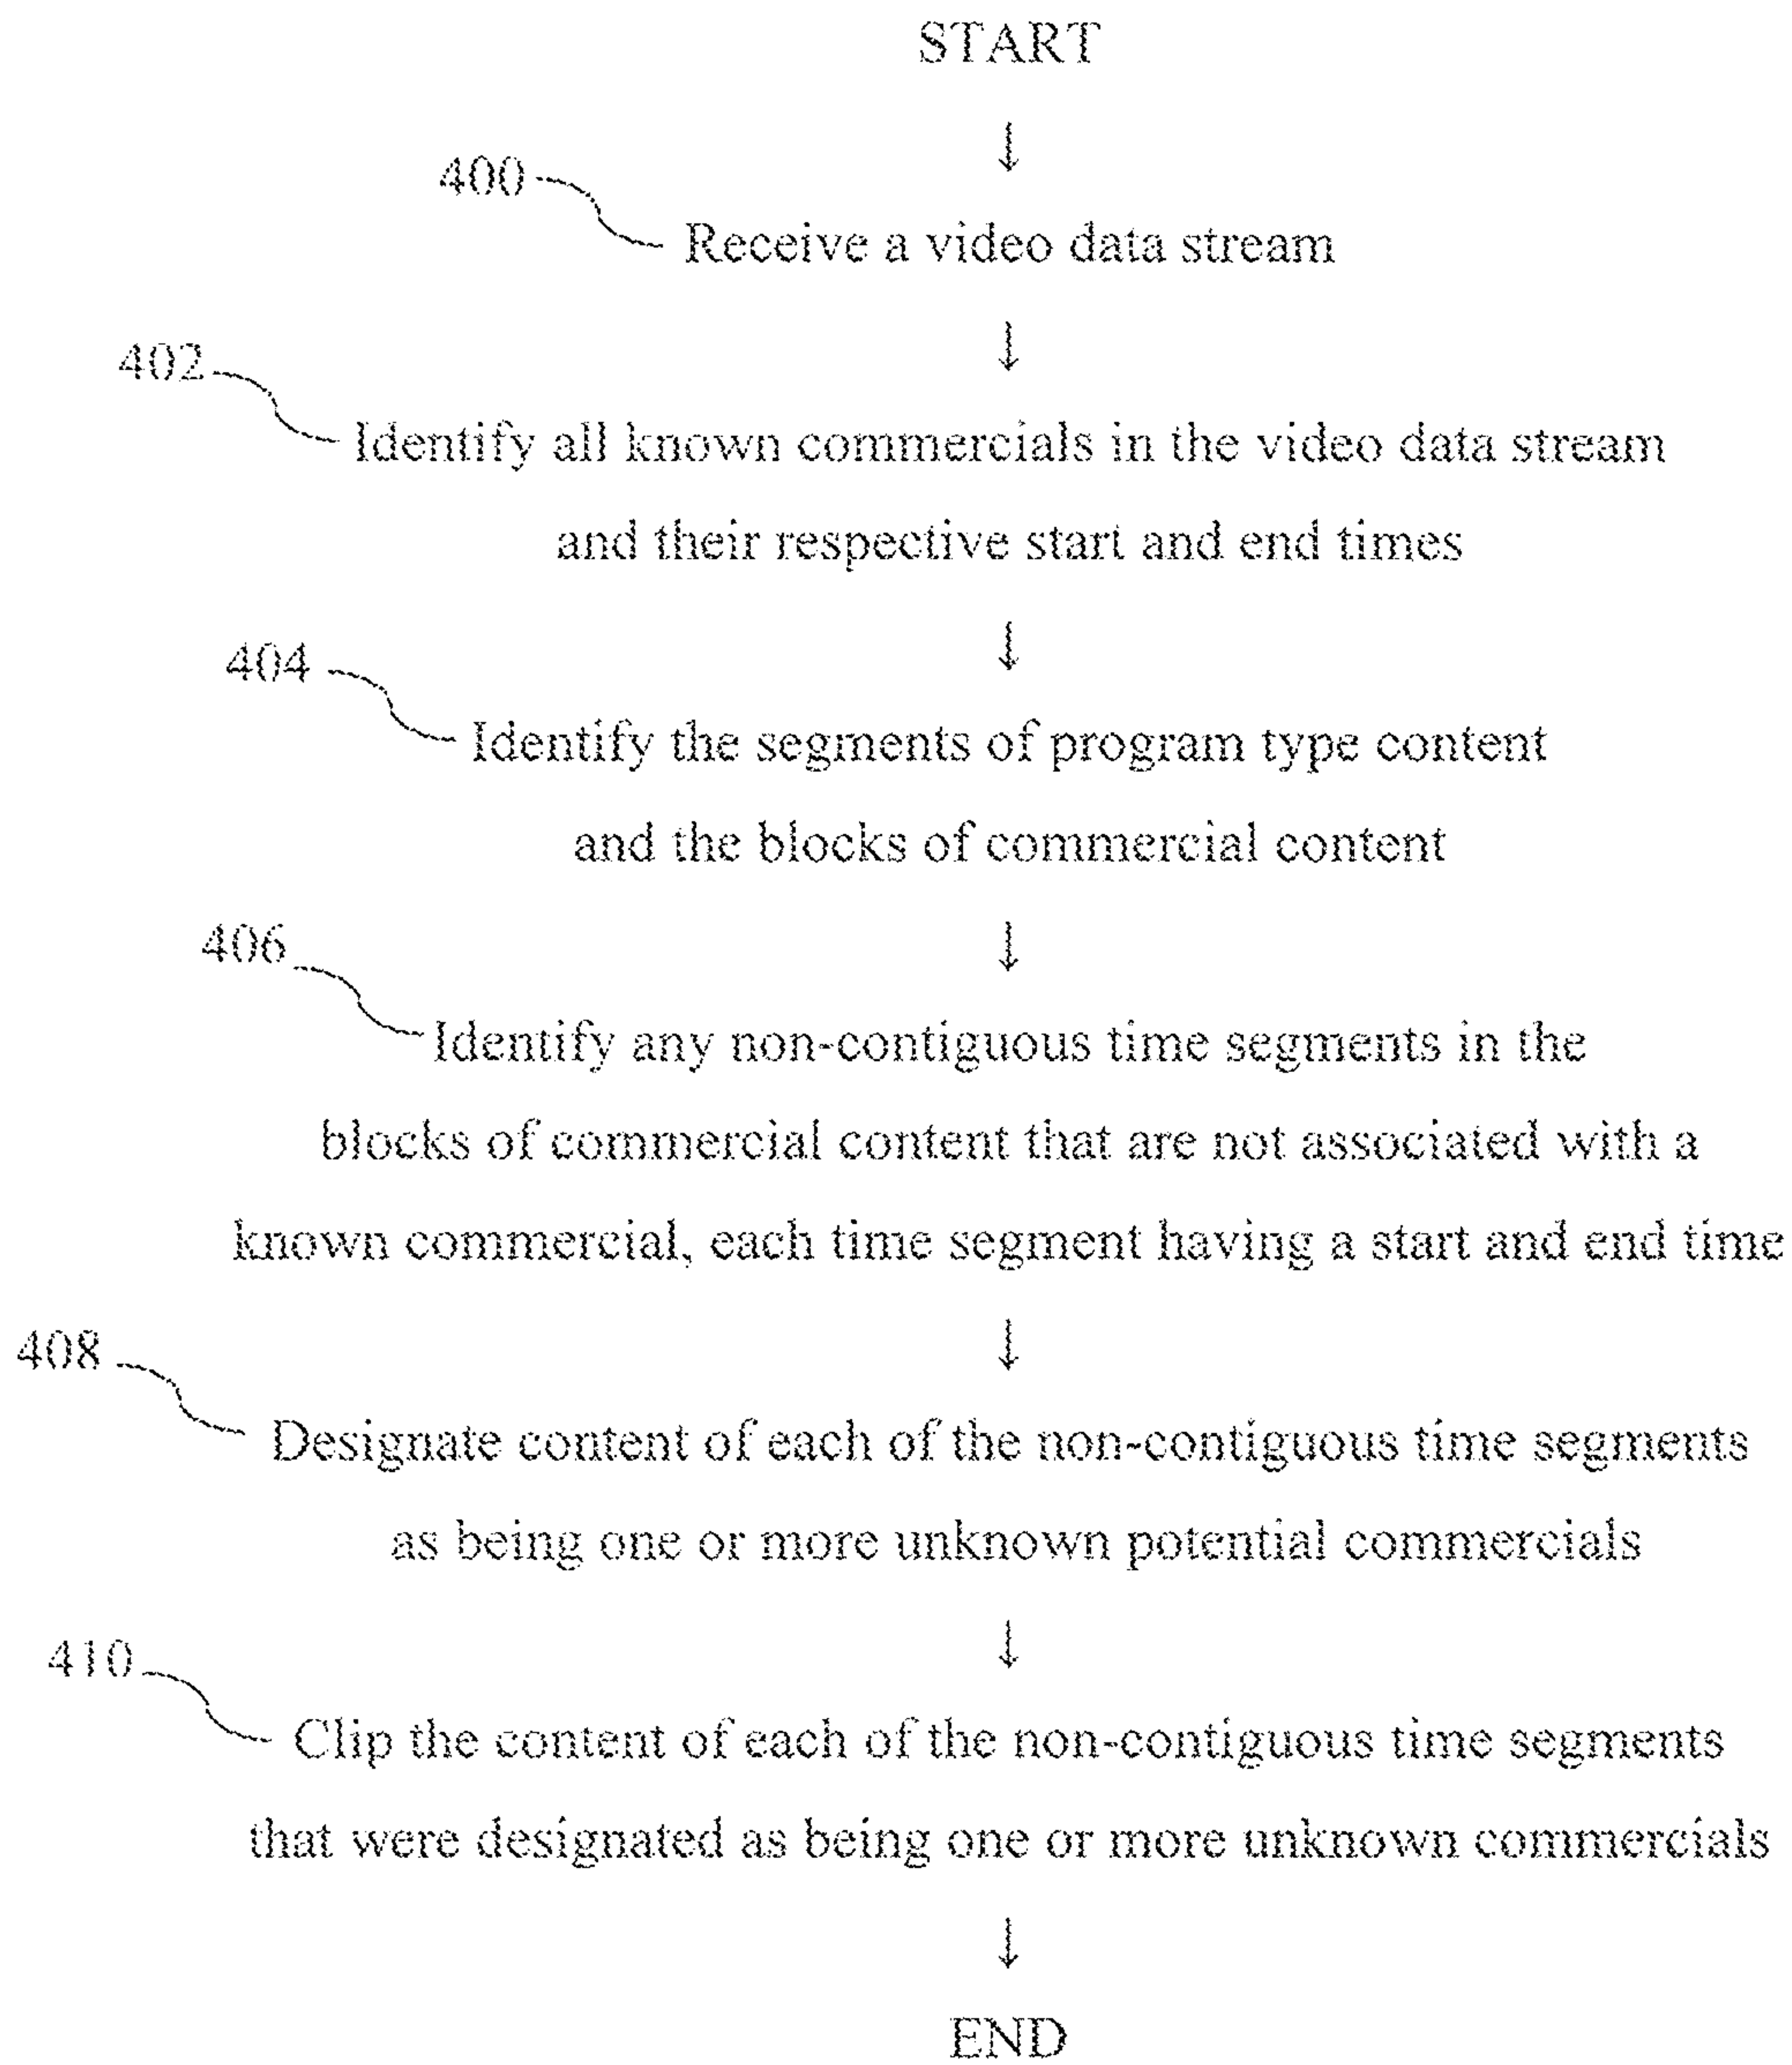 START
↓
400
Receive a video data stream
↓
402
Identify all known commercials in the video data stream
and their respective start and end times
↓
404
Identify the segments of program type content
and the blocks of commercial content
↓
406
Identify any non-contiguous time segments in the
blocks of commercial content that are not associated with a
known commercial, each time segment having a start and end time
↓
408
Designate content of each of the non-contiguous time segments
as being one or more unknown potential commercials
↓
410
Clip the content of each of the non-contiguous time segments
that were designated as being one or more unknown commercials
↓
END